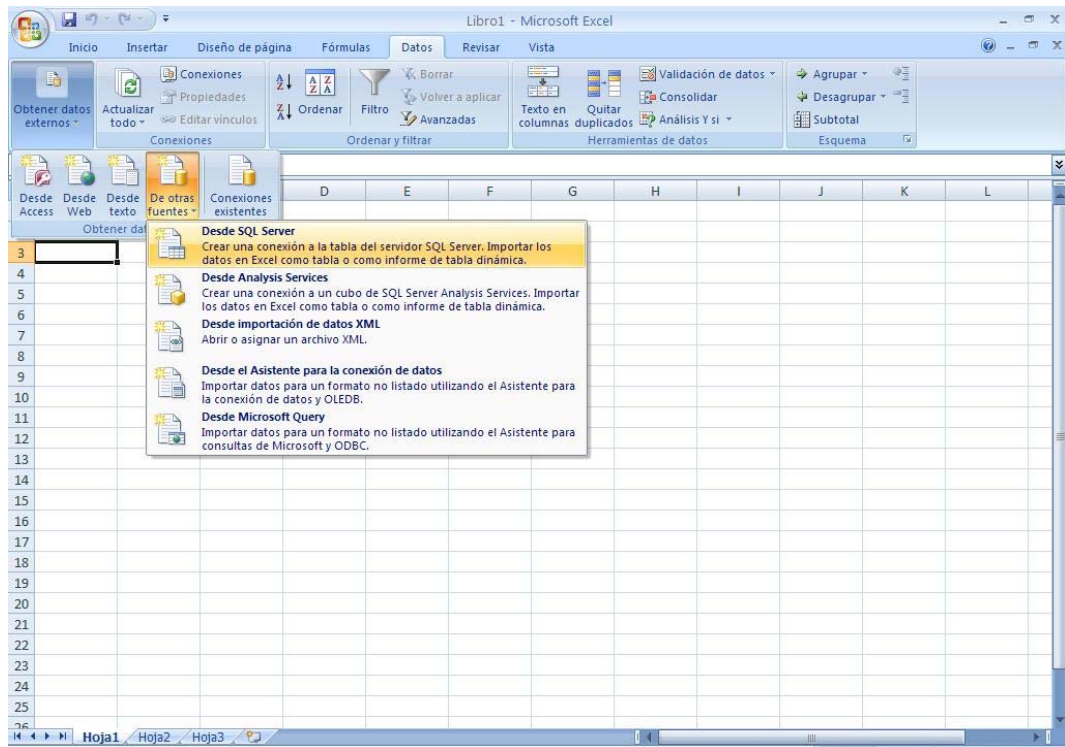 Libro1 - Microsoft Excel
Inicio Insertar Diseño de página Fórmulas Datos Revisar Vista
Obtener datos externos
Actualizar todo
Conexiones
Propiedades
Editar vínculos
Conexiones
Ordenar
Filtro
Borrar
Volver a aplicar
Avanzadas
Ordenar y filtrar
Texto en columnas
Quitar duplicados
Validación de datos
Consolidar
Análisis Y si
Herramientas de datos
Agrupar
Desagrupar
Subtotal
Esquema
Desde Access
Desde Web
Desde texto
De otras fuentes
Conexiones existentes
Obtener dat
D E F G H I J K L
Desde SQL Server
Crear una conexión a la tabla del servidor SQL Server. Importar los
datos en Excel como tabla o como informe de tabla dinámica.
Desde Analysis Services
Crear una conexión a un cubo de SQL Server Analysis Services. Importar
los datos en Excel como tabla o como informe de tabla dinámica.
Desde importación de datos XML
Abrir o asignar un archivo XML.
Desde el Asistente para la conexión de datos
Importar datos para un formato no listado utilizando el Asistente para
la conexión de datos y OLEDB.
Desde Microsoft Query
Importar datos para un formato no listado utilizando el Asistente para
consultas de Microsoft y ODBC.
3
4
5
6
7
8
9
10
11
12
13
14
15
16
17
18
19
20
21
22
23
24
25
26
Hoja1 Hoja2 Hoja3